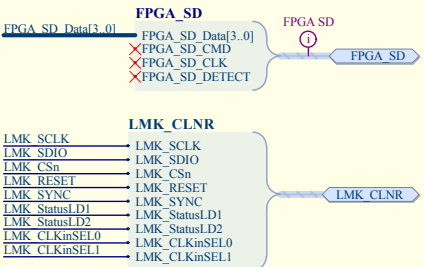 FPGA_SD
FPGA SD
i
FPGA_SD_Data[3..0]
FPGA_SD_Data[3..0]
FPGA_SD_CMD
FPGA_SD_CLK
FPGA_SD_DETECT
FPGA_SD
LMK_CLNR
LMK_SCLK
LMK_SDIO
LMK_CSn
LMK_RESET
LMK_SYNC
LMK_StatusLD1
LMK_StatusLD2
LMK_CLKinSEL0
LMK_CLKinSEL1
LMK_SCLK
LMK_SDIO
LMK_CSn
LMK_RESET
LMK_SYNC
LMK_StatusLD1
LMK_StatusLD2
LMK_CLKinSEL0
LMK_CLKinSEL1
LMK_CLNR